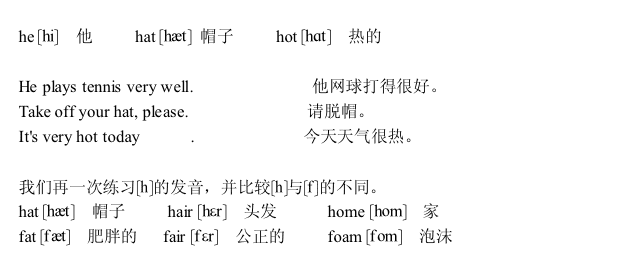 he [hi] 他 hat [hæt] 帽子 hot [hɑt] 热的
He plays tennis very well. 他网球打得很好。
Take off your hat, please. 请脱帽。
It's very hot today . 今天天气很热。
我们再一次练习[h]的发音，并比较[h]与[f]的不同。
hat [hæt] 帽子 hair [hɛr] 头发 home [hom] 家
fat [fæt] 肥胖的 fair [fɛr] 公正的 foam [fom] 泡沫